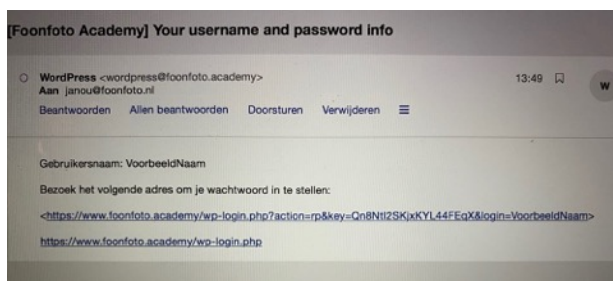 [Foonfoto Academy] Your username and password info
WordPress <wordpress@foonfoto.academy>
13:49
W
Aan janou@foonfoto.nl
Beantwoorden Allen beantwoorden Doorsturen Verwijderen
Gebruikersnaam: VoorbeeldNaam
Bezoek het volgende adres om je wachtwoord in te stellen:
<https://www.foonfoto.academy/wp-login.php?action=rp&key=Qn8Ntl2SKjxKYL44FEqX&login=VoorbeeldNaam>
https://www.foonfoto.academy/wp-login.php